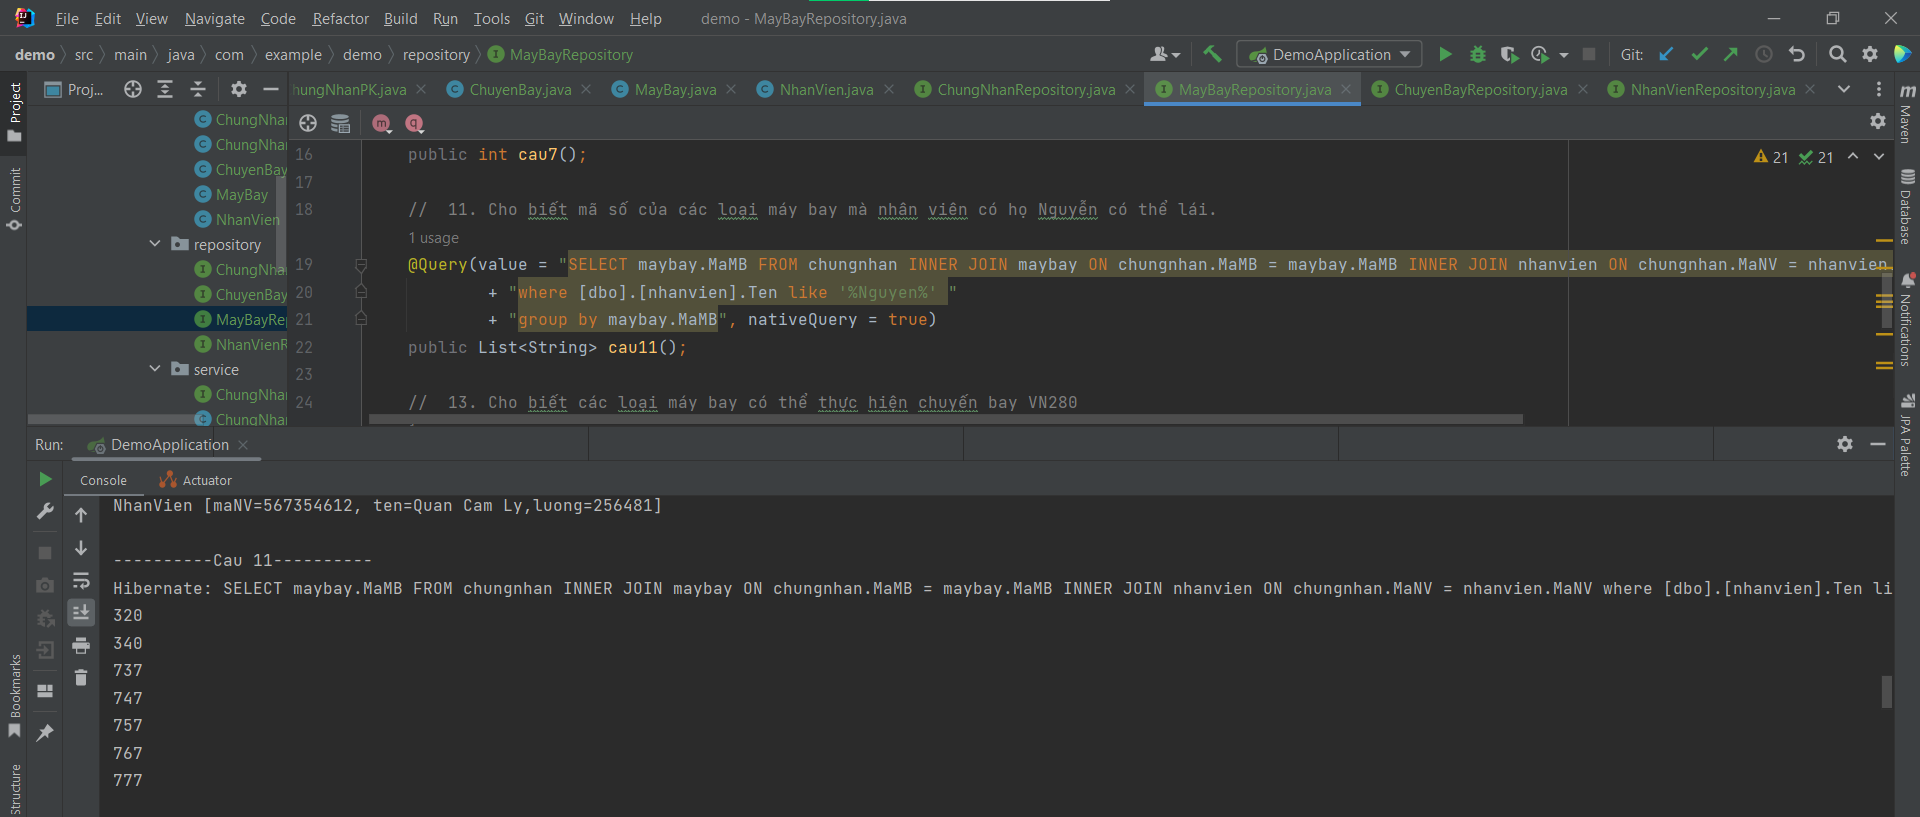 File Edit View Navigate Code Refactor Build Run Tools Git Window Help demo - MayBayRepository.java
demo src main java com example demo repository MayBayRepository DemoApplication Git:
Proj... hungNhanPK.java ChuyenBay.java MayBay.java NhanVien.java ChungNhanRepository.java MayBayRepository.java ChuyenBayRepository.java NhanVienRepository.java
Project
Commit
Bookmarks
Structure
ChungNhan
ChungNhan
ChuyenBay
MayBay
NhanVien
repository
ChungNhan
ChuyenBay
MayBayRep
NhanVienR
service
ChungNhan
ChungNhan
21 21
16 public int cau7();
17
18 // 11. Cho biết mã số của các loại máy bay mà nhân viên có họ Nguyễn có thể lái.
1 usage
19 @Query(value = "SELECT maybay.MaMB FROM chungnhan INNER JOIN maybay ON chungnhan.MaMB = maybay.MaMB INNER JOIN nhanvien ON chungnhan.MaNV = nhanvien
20 + "where [dbo].[nhanvien].Ten like '%Nguyen%' "
21 + "group by maybay.MaMB", nativeQuery = true)
22 public List<String> cau11();
23
24 // 13. Cho biết các loại máy bay có thể thực hiện chuyến bay VN280
Maven
Database
Notifications
JPA Palette
Run: DemoApplication
Console Actuator
NhanVien [maNV=567354612, ten=Quan Cam Ly,luong=256481]
----------Cau 11----------
Hibernate: SELECT maybay.MaMB FROM chungnhan INNER JOIN maybay ON chungnhan.MaMB = maybay.MaMB INNER JOIN nhanvien ON chungnhan.MaNV = nhanvien.MaNV where [dbo].[nhanvien].Ten li
320
340
737
747
757
767
777